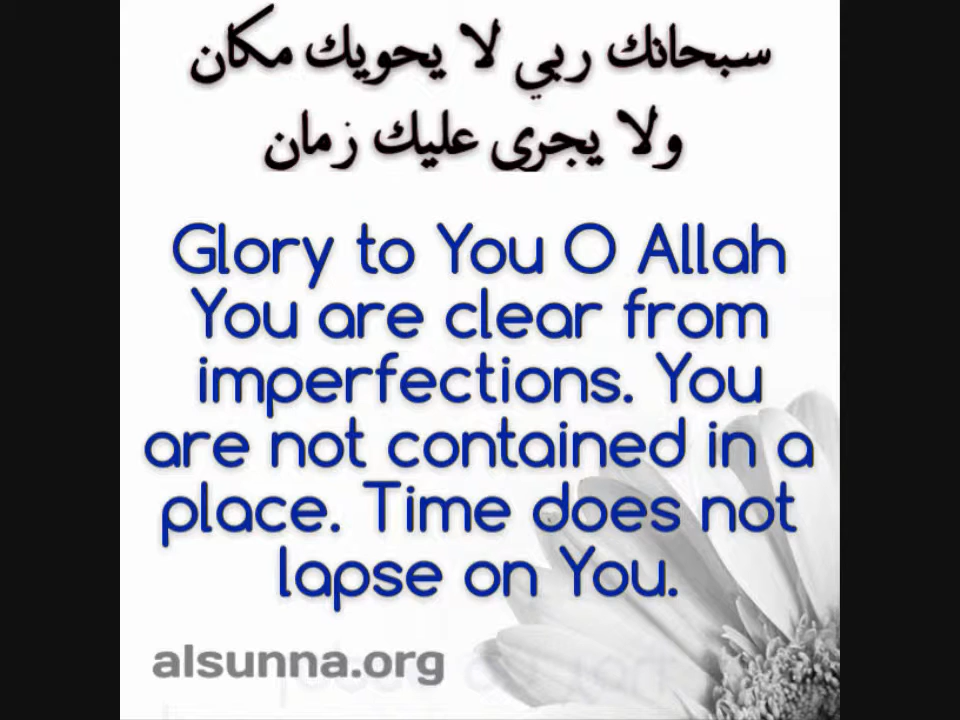 سبحانك ربي لا يحويك مكان
ولا يجرى عليك زمان
Glory to You O Allah
You are clear from
imperfections. You
are not contained in a
place. Time does not
lapse on You.
alsunna.org